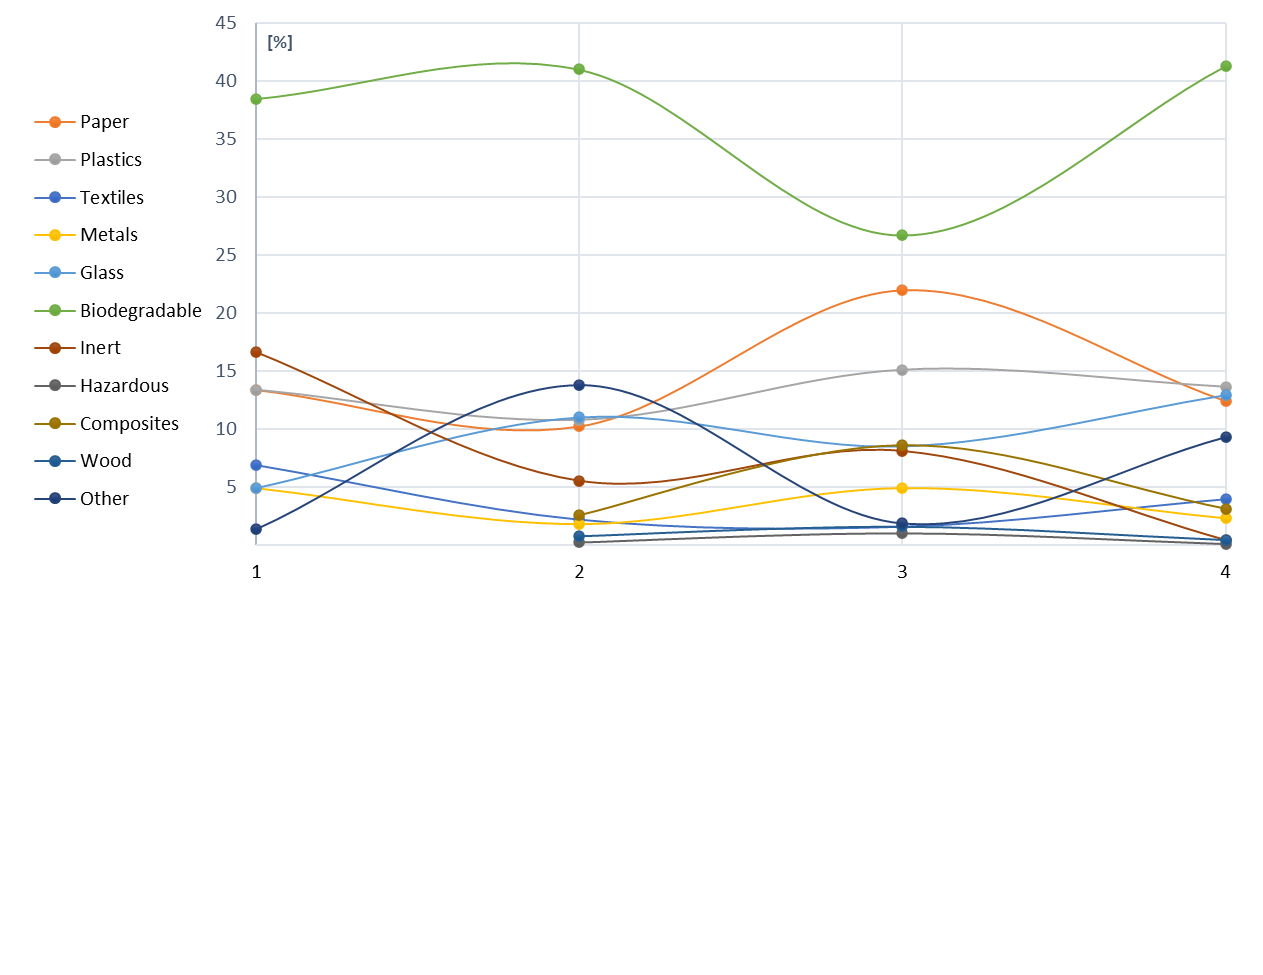 [%]
45
40
35
30
25
20
15
10
5
Paper
Plastics
Textiles
Metals
Glass
Biodegradable
Inert
Hazardous
Composites
Wood
Other
1 2 3 4